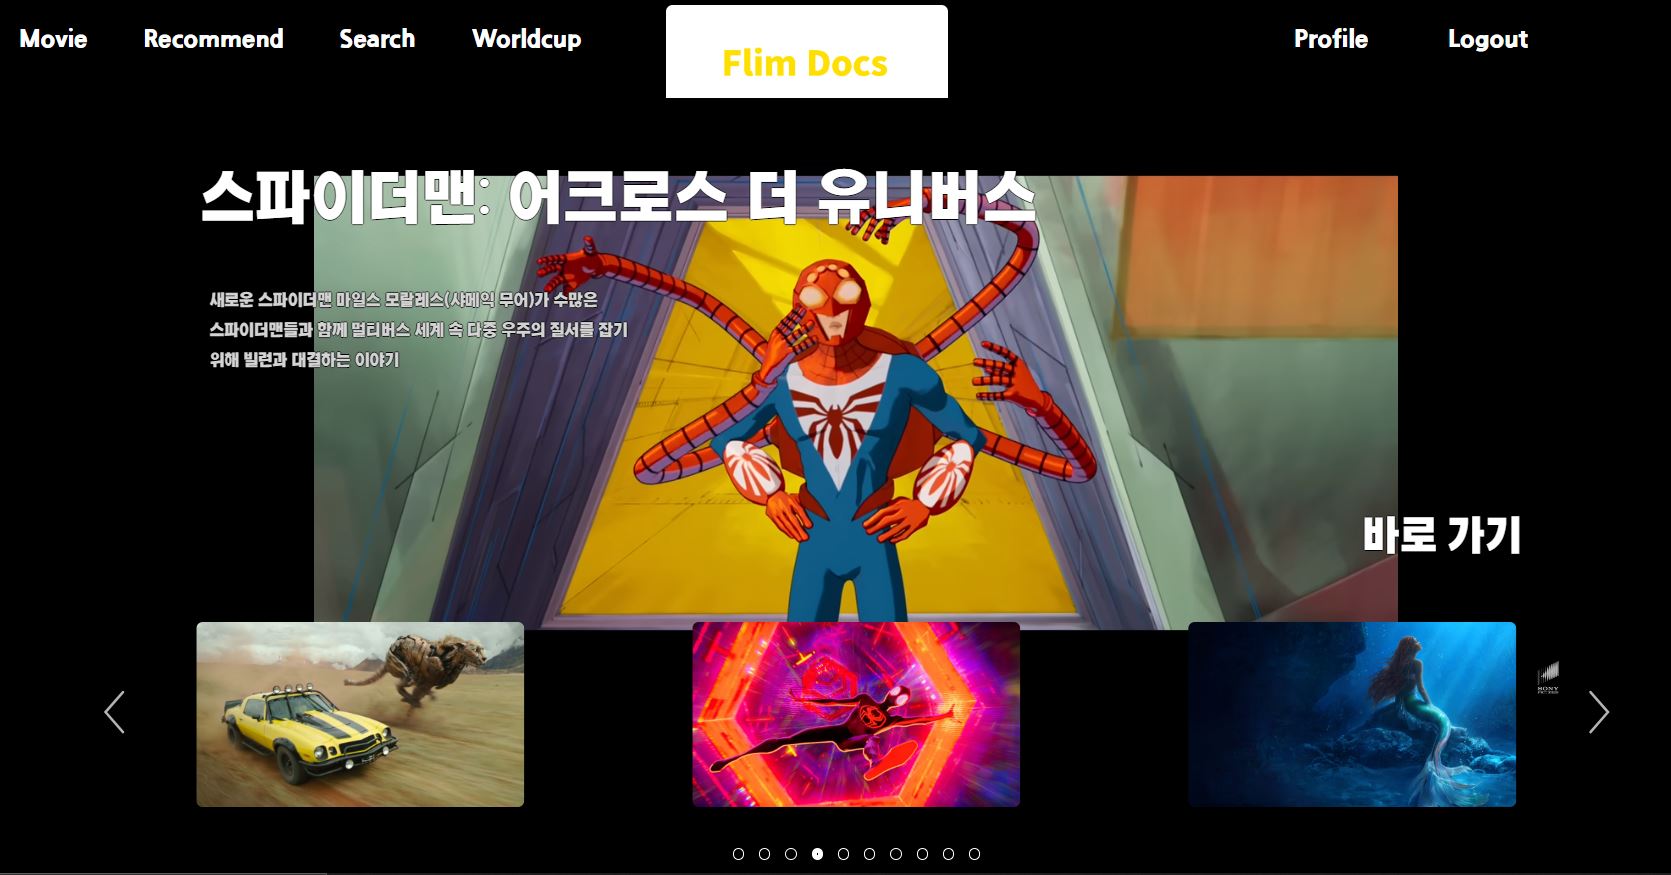 Movie Recommend Search Worldcup Flim Docs Profile Logout
스파이더맨: 어크로스 더 유니버스
새로운 스파이더맨 마일스 모랄레스(샤메익 무어)가 수많은
스파이더맨들과 함께 멀티버스 세계 속 다중 우주의 질서를 잡기
위해 빌런과 대결하는 이야기
바로 가기
SONY
PICTURES